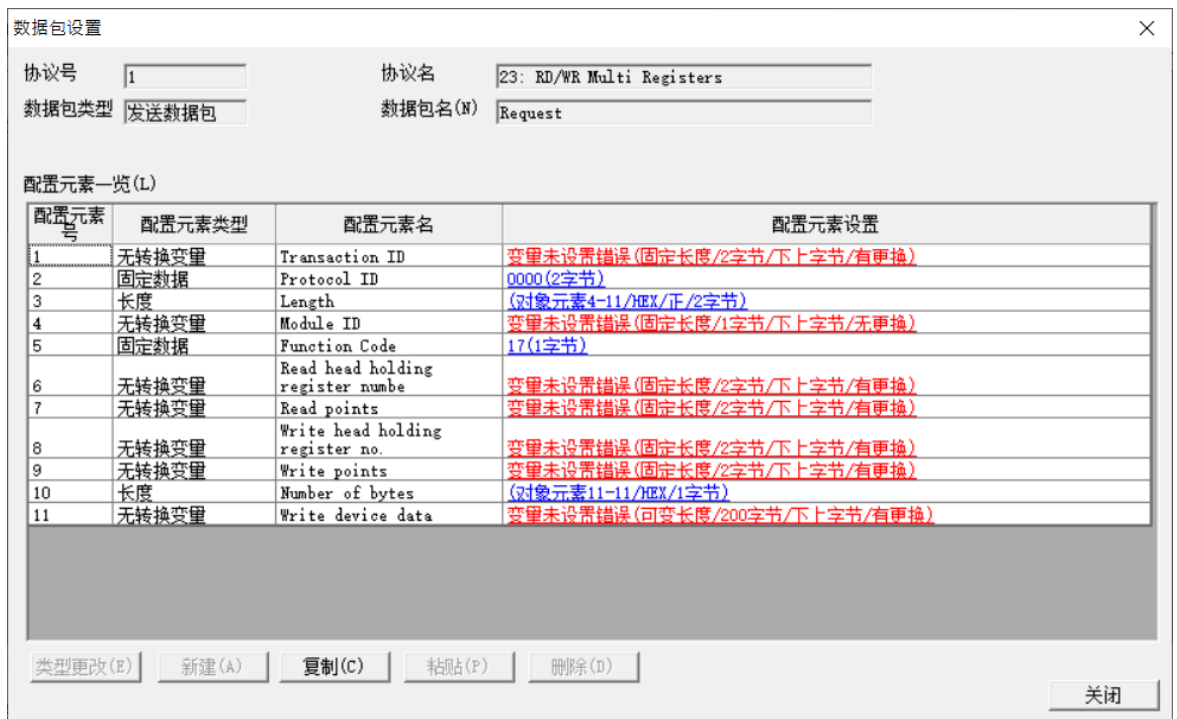 数据包设置
协议号 1 协议名 23: RD/WR Multi Registers
数据包类型 发送数据包 数据包名(N) Request
配置元素一览(L)
配置元素号 配置元素类型 配置元素名 配置元素设置
1 无转换变量 Transaction ID 变量未设置错误(固定长度/2字节/下上字节/有更换)
2 固定数据 Protocol ID 0000(2字节)
3 长度 Length (对象元素4-11/HEX/正/2字节)
4 无转换变量 Module ID 变量未设置错误(固定长度/1字节/下上字节/无更换)
5 固定数据 Function Code 17(1字节)
Read head holding
6 无转换变量 register numbe 变量未设置错误(固定长度/2字节/下上字节/有更换)
7 无转换变量 Read points 变量未设置错误(固定长度/2字节/下上字节/有更换)
Write head holding
8 无转换变量 register no. 变量未设置错误(固定长度/2字节/下上字节/有更换)
9 无转换变量 Write points 变量未设置错误(固定长度/2字节/下上字节/有更换)
10 长度 Number of bytes (对象元素11-11/HEX/1字节)
11 无转换变量 Write device data 变量未设置错误(可变长度/200字节/下上字节/有更换)
类型更改(E) 新建(A) 复制(C) 粘贴(P) 删除(D)
关闭